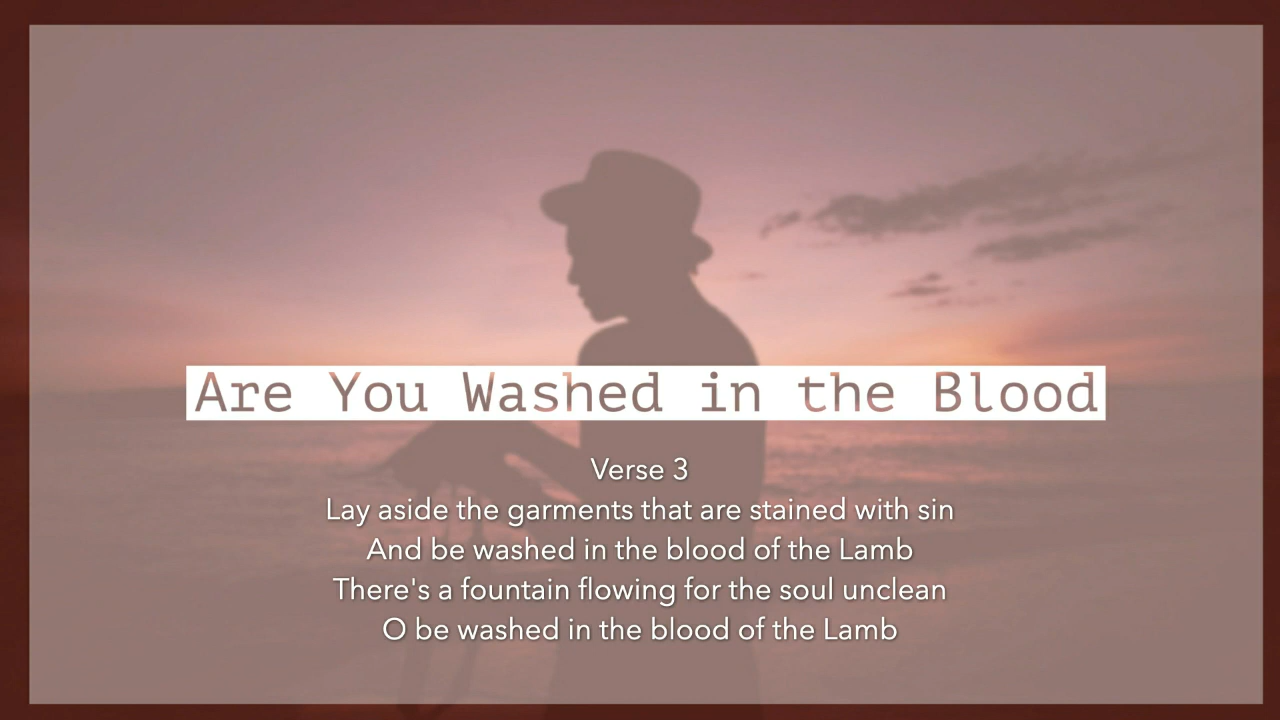 Are You Washed in the Blood
Verse 3
Lay aside the garments that are stained with sin
And be washed in the blood of the Lamb
There's a fountain flowing for the soul unclean
O be washed in the blood of the Lamb